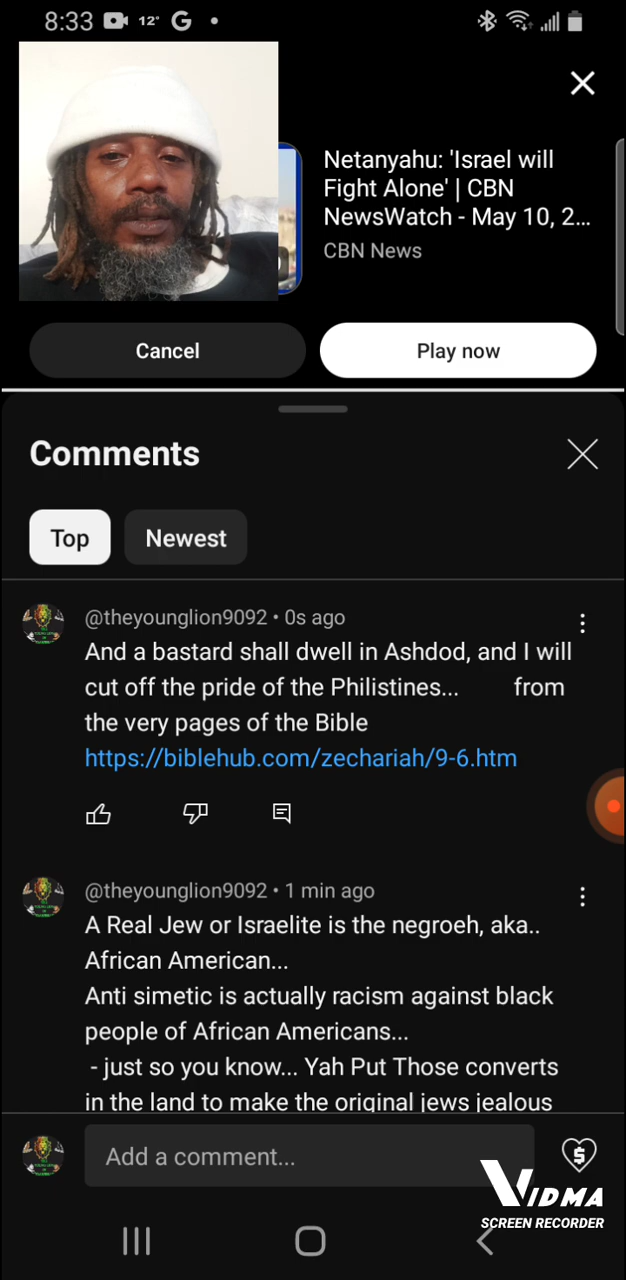 8:33 12° G
Netanyahu: 'Israel will
Fight Alone' | CBN
NewsWatch - May 10, 2...
CBN News
Cancel
Play now
Comments
Top
Newest
@theyounglion9092 • 0s ago
And a bastard shall dwell in Ashdod, and I will
cut off the pride of the Philistines... from
the very pages of the Bible
https://biblehub.com/zechariah/9-6.htm
@theyounglion9092 • 1 min ago
A Real Jew or Israelite is the negroeh, aka..
African American...
Anti simetic is actually racism against black
people of African Americans...
- just so you know... Yah Put Those converts
in the land to make the original jews jealous
Add a comment...
VIDMA
SCREEN RECORDER